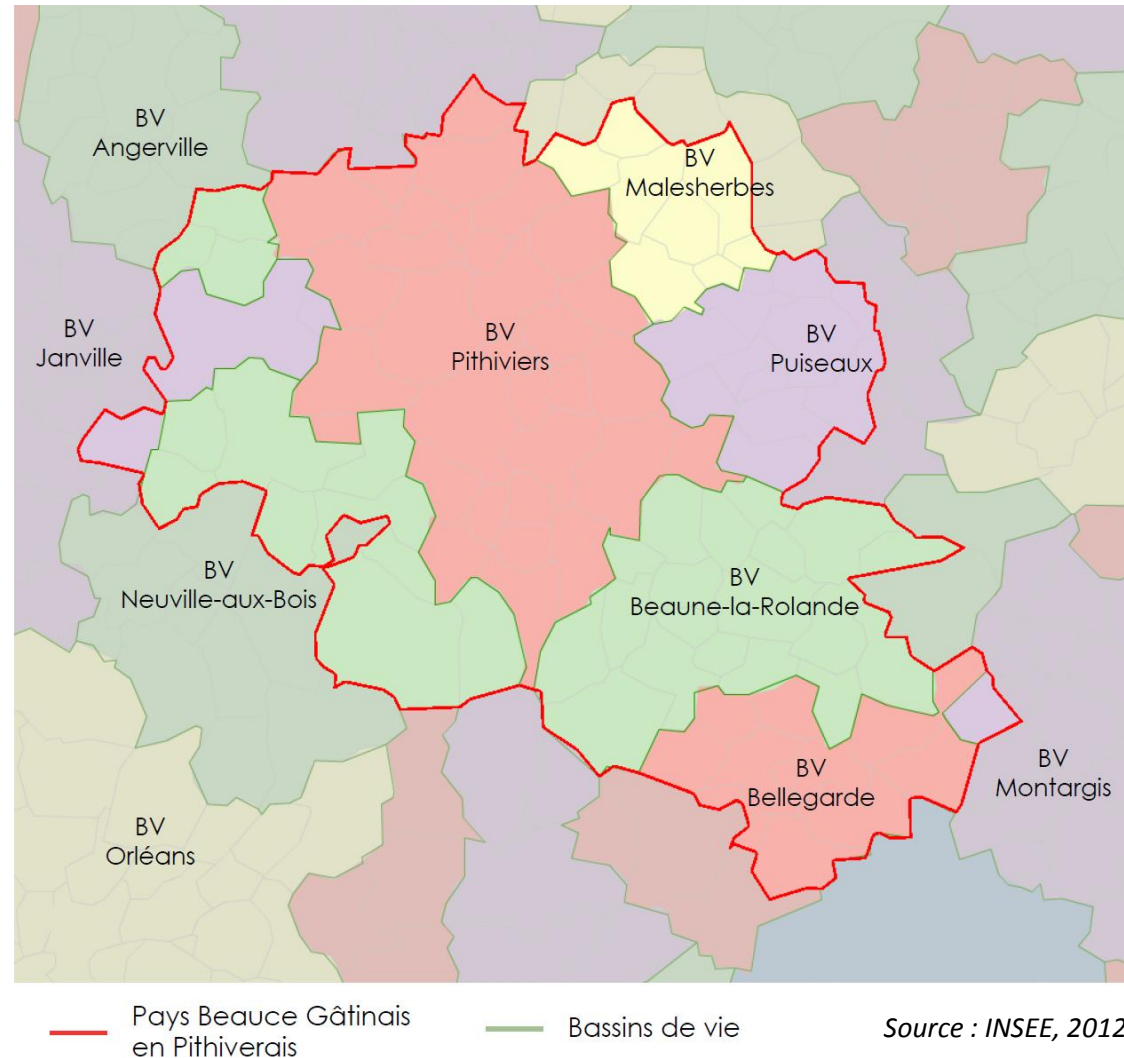 BV
Angerville
BV
Malesherbes
BV
Janville
BV
Pithiviers
BV
Puiseaux
BV
Neuville-aux-Bois
BV
Beaune-la-Rolande
BV
Bellegarde
BV
Montargis
BV
Orléans
Pays Beauce Gâtinais
en Pithiverais
Bassins de vie
Source : INSEE, 2012